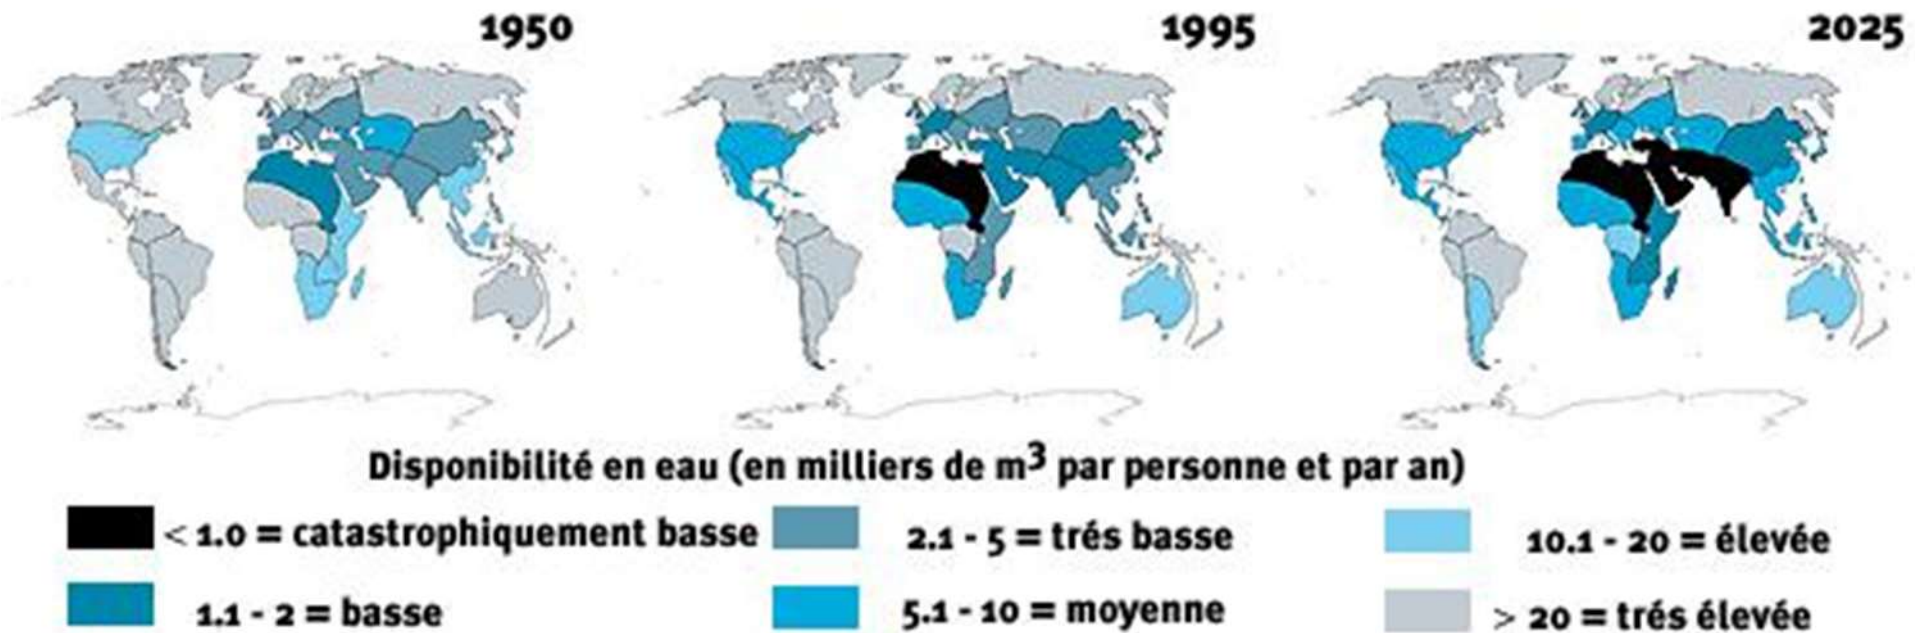 1950
1995
2025
Disponibilité en eau (en milliers de m³ par personne et par an)
< 1.0 = catastrophiquement basse
2.1 - 5 = trés basse
10.1 - 20 = élevée
1.1 - 2 = basse
5.1 - 10 = moyenne
> 20 = trés élevée